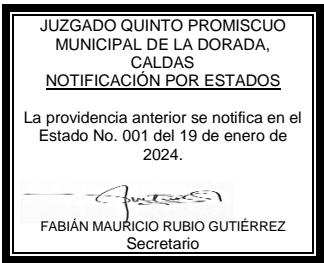 JUZGADO QUINTO PROMISCUO
MUNICIPAL DE LA DORADA,
CALDAS
NOTIFICACIÓN POR ESTADOS
La providencia anterior se notifica en el
Estado No. 001 del 19 de enero de
2024.
FABIÁN MAURICIO RUBIO GUTIÉRREZ
Secretario